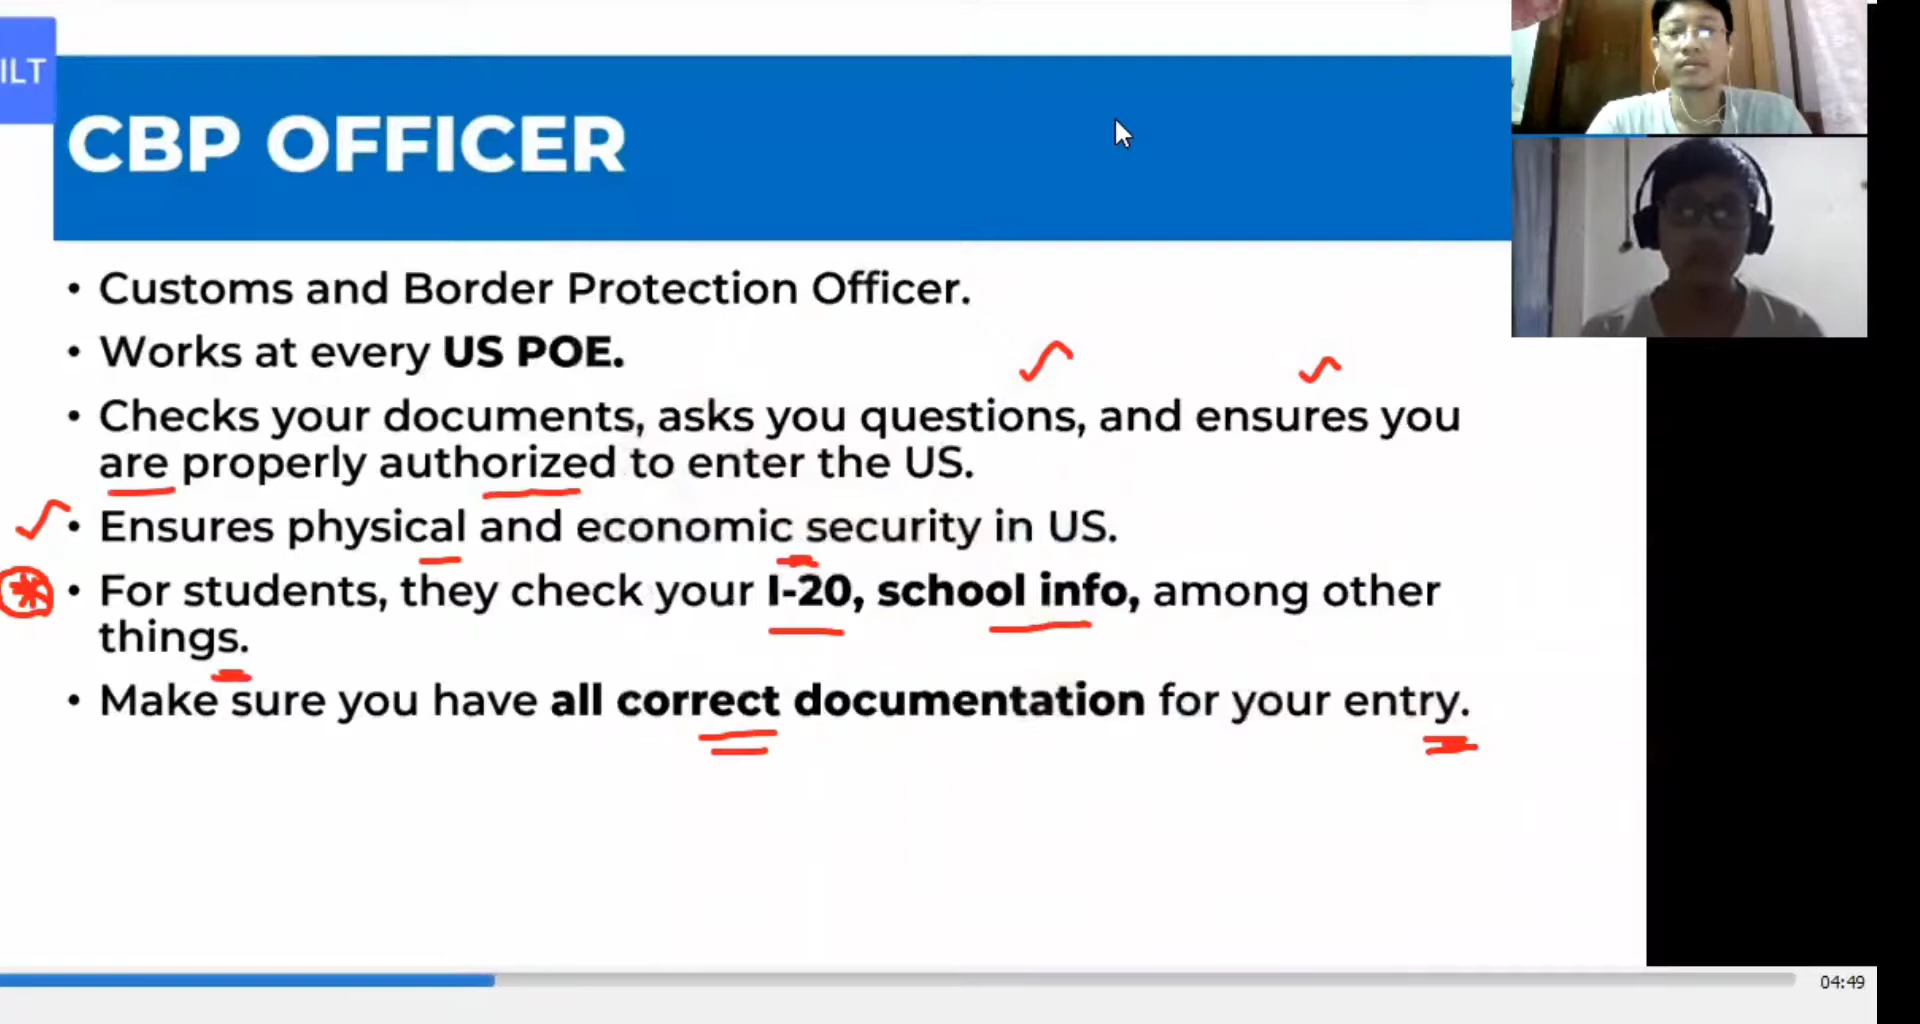 ILT
CBP OFFICER
• Customs and Border Protection Officer.
• Works at every US POE.
• Checks your documents, asks you questions, and ensures you
are properly authorized to enter the US.
• Ensures physical and economic security in US.
• For students, they check your I-20, school info, among other
things.
• Make sure you have all correct documentation for your entry.
04:49